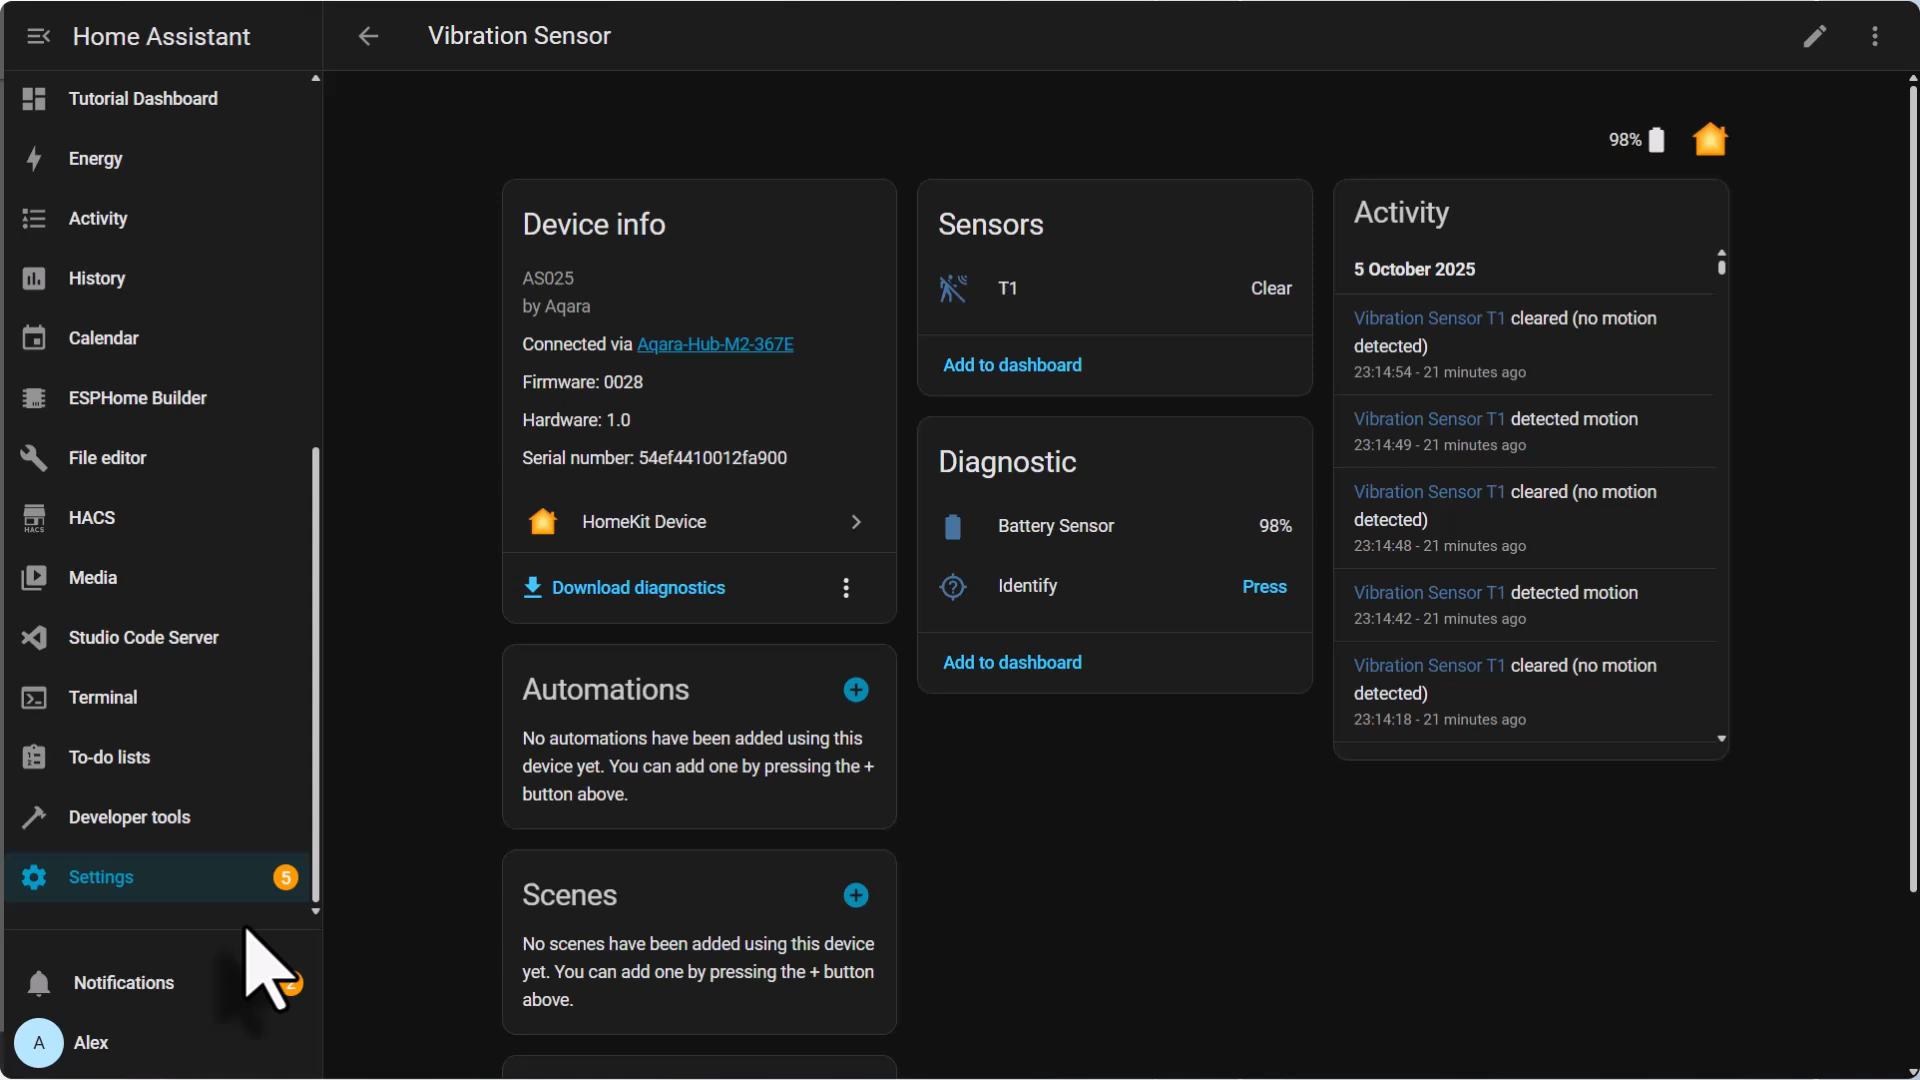 Home Assistant
Vibration Sensor
Tutorial Dashboard
Energy
Activity
History
Calendar
ESPHome Builder
File editor
HACS
HACS
Media
Studio Code Server
Terminal
To-do lists
Developer tools
Settings
5
Notifications
2
A
Alex
98%
Device info
AS025
by Aqara
Connected via Aqara-Hub-M2-367E
Firmware: 0028
Hardware: 1.0
Serial number: 54ef4410012fa900
HomeKit Device
Download diagnostics
Automations
No automations have been added using this
device yet. You can add one by pressing the +
button above.
Scenes
No scenes have been added using this device
yet. You can add one by pressing the + button
above.
Sensors
T1 Clear
Add to dashboard
Diagnostic
Battery Sensor 98%
Identify Press
Add to dashboard
Activity
5 October 2025
Vibration Sensor T1 cleared (no motion
detected)
23:14:54 - 21 minutes ago
Vibration Sensor T1 detected motion
23:14:49 - 21 minutes ago
Vibration Sensor T1 cleared (no motion
detected)
23:14:48 - 21 minutes ago
Vibration Sensor T1 detected motion
23:14:42 - 21 minutes ago
Vibration Sensor T1 cleared (no motion
detected)
23:14:18 - 21 minutes ago